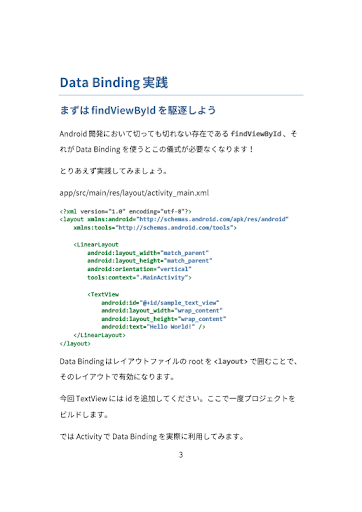 Data Binding 実践
まずは findViewById を駆逐しよう
Android 開発において切っても切れない存在である findViewById 、そ
れが Data Binding を使うとこの儀式が必要なくなります！
とりあえず実践してみましょう。
app/src/main/res/layout/activity_main.xml
<?xml version="1.0" encoding="utf-8"?>
<layout xmlns:android="http://schemas.android.com/apk/res/android"
    xmlns:tools="http://schemas.android.com/tools">
    <LinearLayout
        android:layout_width="match_parent"
        android:layout_height="match_parent"
        android:orientation="vertical"
        tools:context=".MainActivity">
        <TextView
            android:id="@+id/sample_text_view"
            android:layout_width="wrap_content"
            android:layout_height="wrap_content"
            android:text="Hello World!" />
    </LinearLayout>
</layout>
Data Binding はレイアウトファイルの root を <layout> で囲むことで、
そのレイアウトで有効になります。
今回 TextView には id を追加してください。ここで一度プロジェクトを
ビルドします。
では Activity で Data Binding を実際に利用してみます。
3